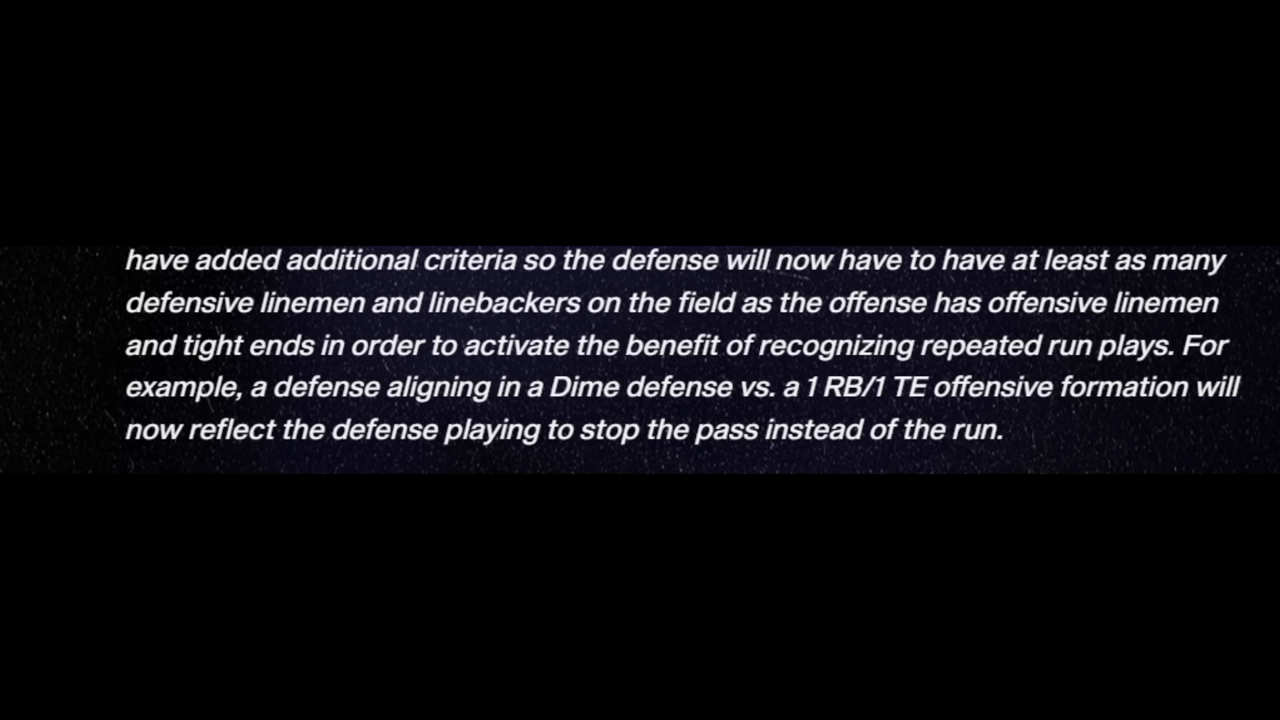 have added additional criteria so the defense will now have to have at least as many
defensive linemen and linebackers on the field as the offense has offensive linemen
and tight ends in order to activate the benefit of recognizing repeated run plays. For
example, a defense aligning in a Dime defense vs. a 1 RB/1 TE offensive formation will
now reflect the defense playing to stop the pass instead of the run.